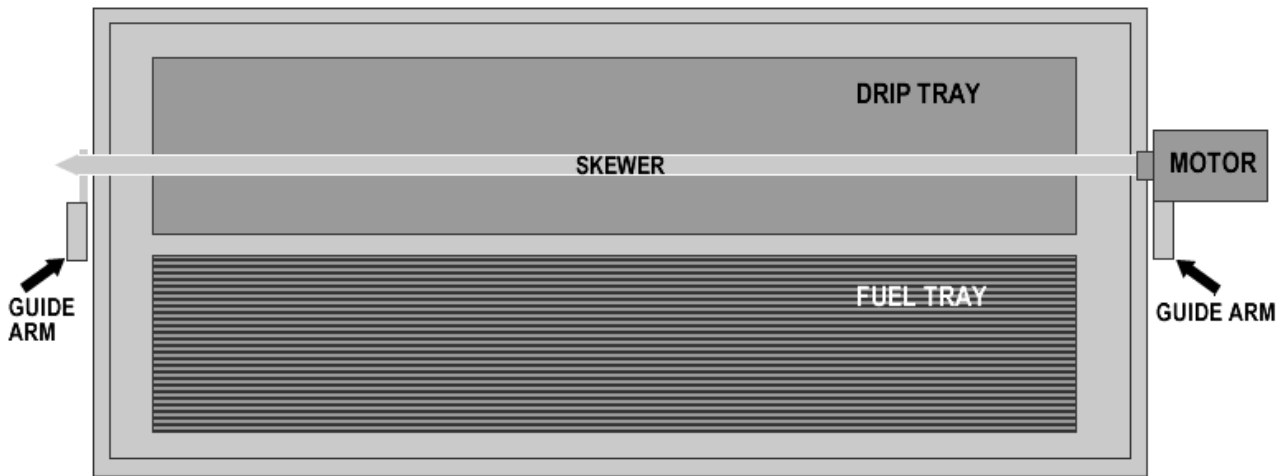 DRIP TRAY
SKEWER
MOTOR
GUIDE
ARM
FUEL TRAY
GUIDE ARM